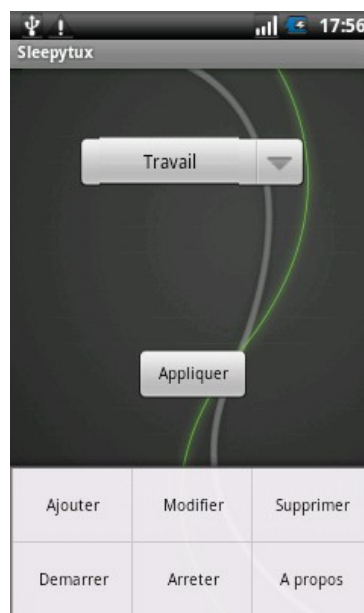 17:56
Sleepytux
Travail
Appliquer
Ajouter Modifier Supprimer
Demarrer Arreter A propos